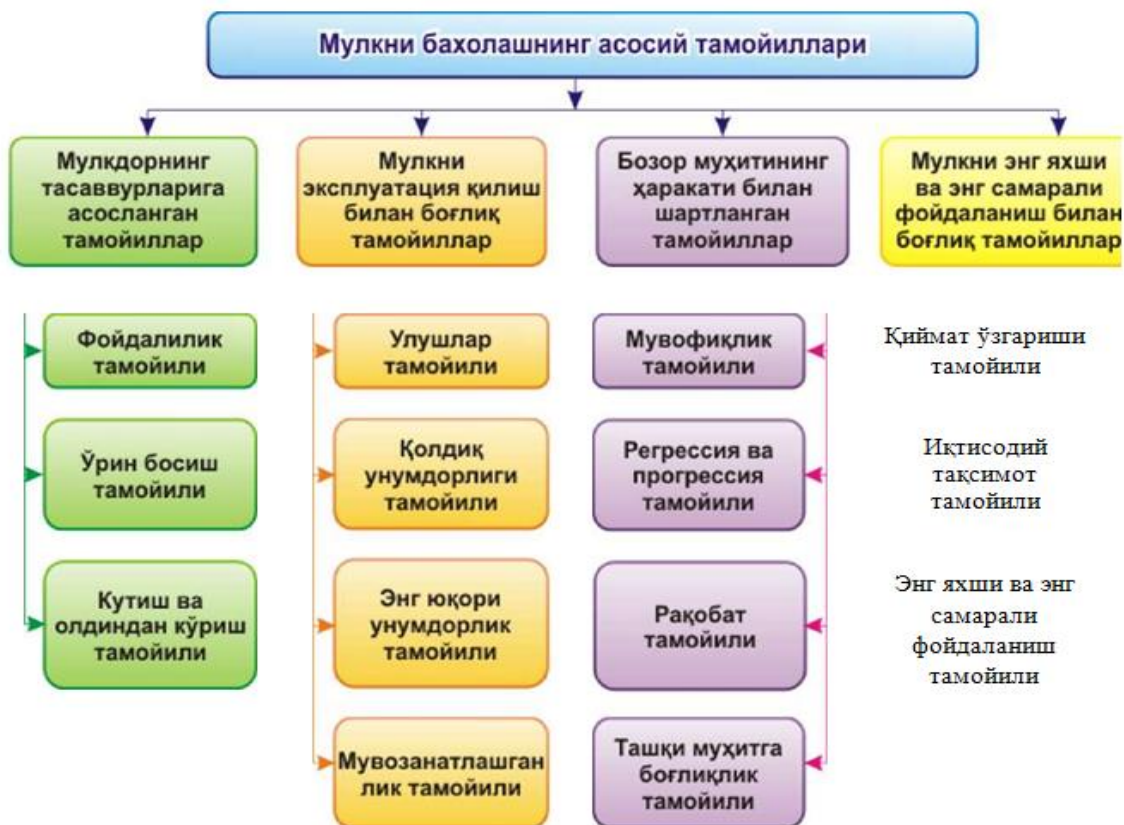 Мулкни бахолашнинг асосий тамойиллари
Мулкдорнинг
тасаввурларига
асосланган
тамойиллар
Мулкни
эксплуатация қилиш
билан боғлиқ
тамойиллар
Бозор муҳитининг
ҳаракати билан
шартланган
тамойиллар
Мулкни энг яхши
ва энг самарали
фойдаланиш билан
боғлиқ тамойиллар
Фойдалилик
тамойили
Улушлар
тамойили
Мувофиқлик
тамойили
Қиймат ўзгариши
тамойили
Ўрин босиш
тамойили
Қолдиқ
унумдорлиги
тамойили
Регрессия ва
прогрессия
тамойили
Иқтисодий
тақсимот
тамойили
Кутиш ва
олдиндан кўриш
тамойили
Энг юқори
унумдорлик
тамойили
Рақобат
тамойили
Энг яхши ва энг
самарали
фойдаланиш
тамойили
Мувозанатлашган
лик тамойили
Ташқи муҳитга
боғлиқлик
тамойили